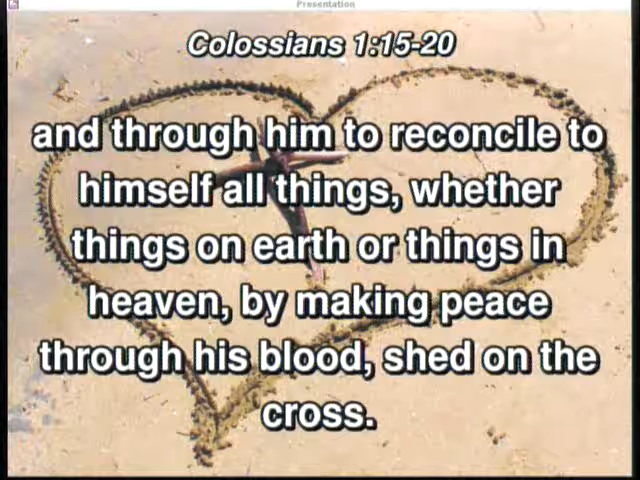 Presentation
Colossians 1:15-20
and through him to reconcile to
himself all things, whether
things on earth or things in
heaven, by making peace
through his blood, shed on the
cross.